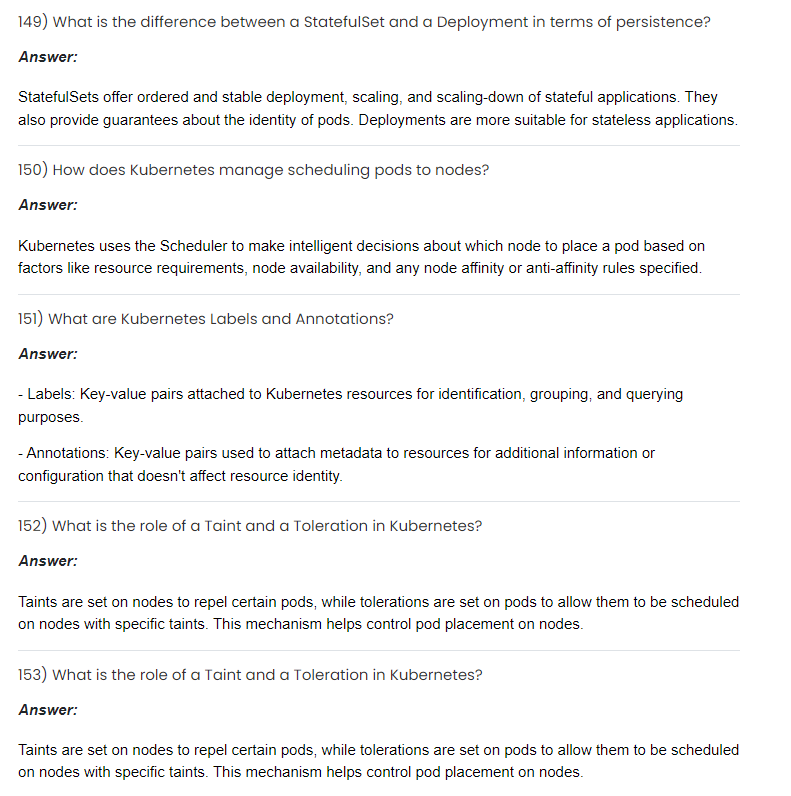 149) What is the difference between a StatefulSet and a Deployment in terms of persistence?
Answer:
StatefulSets offer ordered and stable deployment, scaling, and scaling-down of stateful applications. They
also provide guarantees about the identity of pods. Deployments are more suitable for stateless applications.
150) How does Kubernetes manage scheduling pods to nodes?
Answer:
Kubernetes uses the Scheduler to make intelligent decisions about which node to place a pod based on
factors like resource requirements, node availability, and any node affinity or anti-affinity rules specified.
151) What are Kubernetes Labels and Annotations?
Answer:
- Labels: Key-value pairs attached to Kubernetes resources for identification, grouping, and querying
purposes.
- Annotations: Key-value pairs used to attach metadata to resources for additional information or
configuration that doesn't affect resource identity.
152) What is the role of a Taint and a Toleration in Kubernetes?
Answer:
Taints are set on nodes to repel certain pods, while tolerations are set on pods to allow them to be scheduled
on nodes with specific taints. This mechanism helps control pod placement on nodes.
153) What is the role of a Taint and a Toleration in Kubernetes?
Answer:
Taints are set on nodes to repel certain pods, while tolerations are set on pods to allow them to be scheduled
on nodes with specific taints. This mechanism helps control pod placement on nodes.